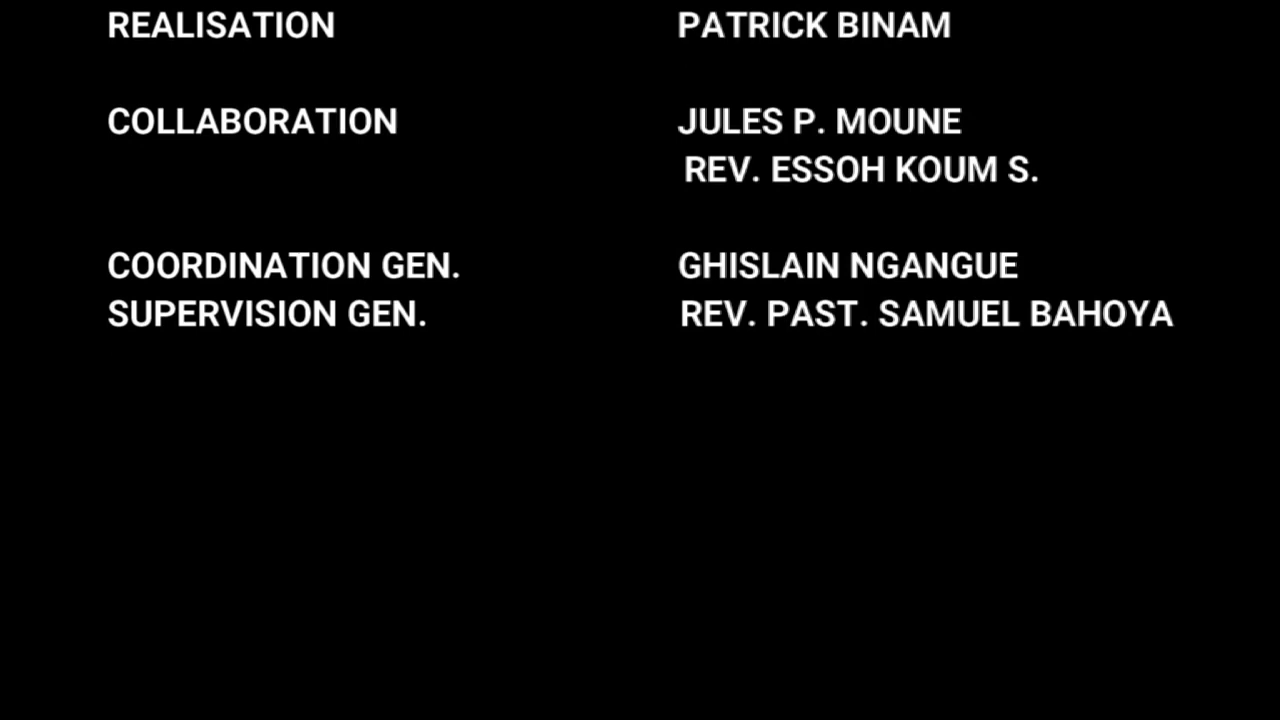 REALISATION PATRICK BINAM
COLLABORATION JULES P. MOUNE
REV. ESSOH KOUM S.
COORDINATION GEN. GHISLAIN NGANGUE
SUPERVISION GEN. REV. PAST. SAMUEL BAHOYA